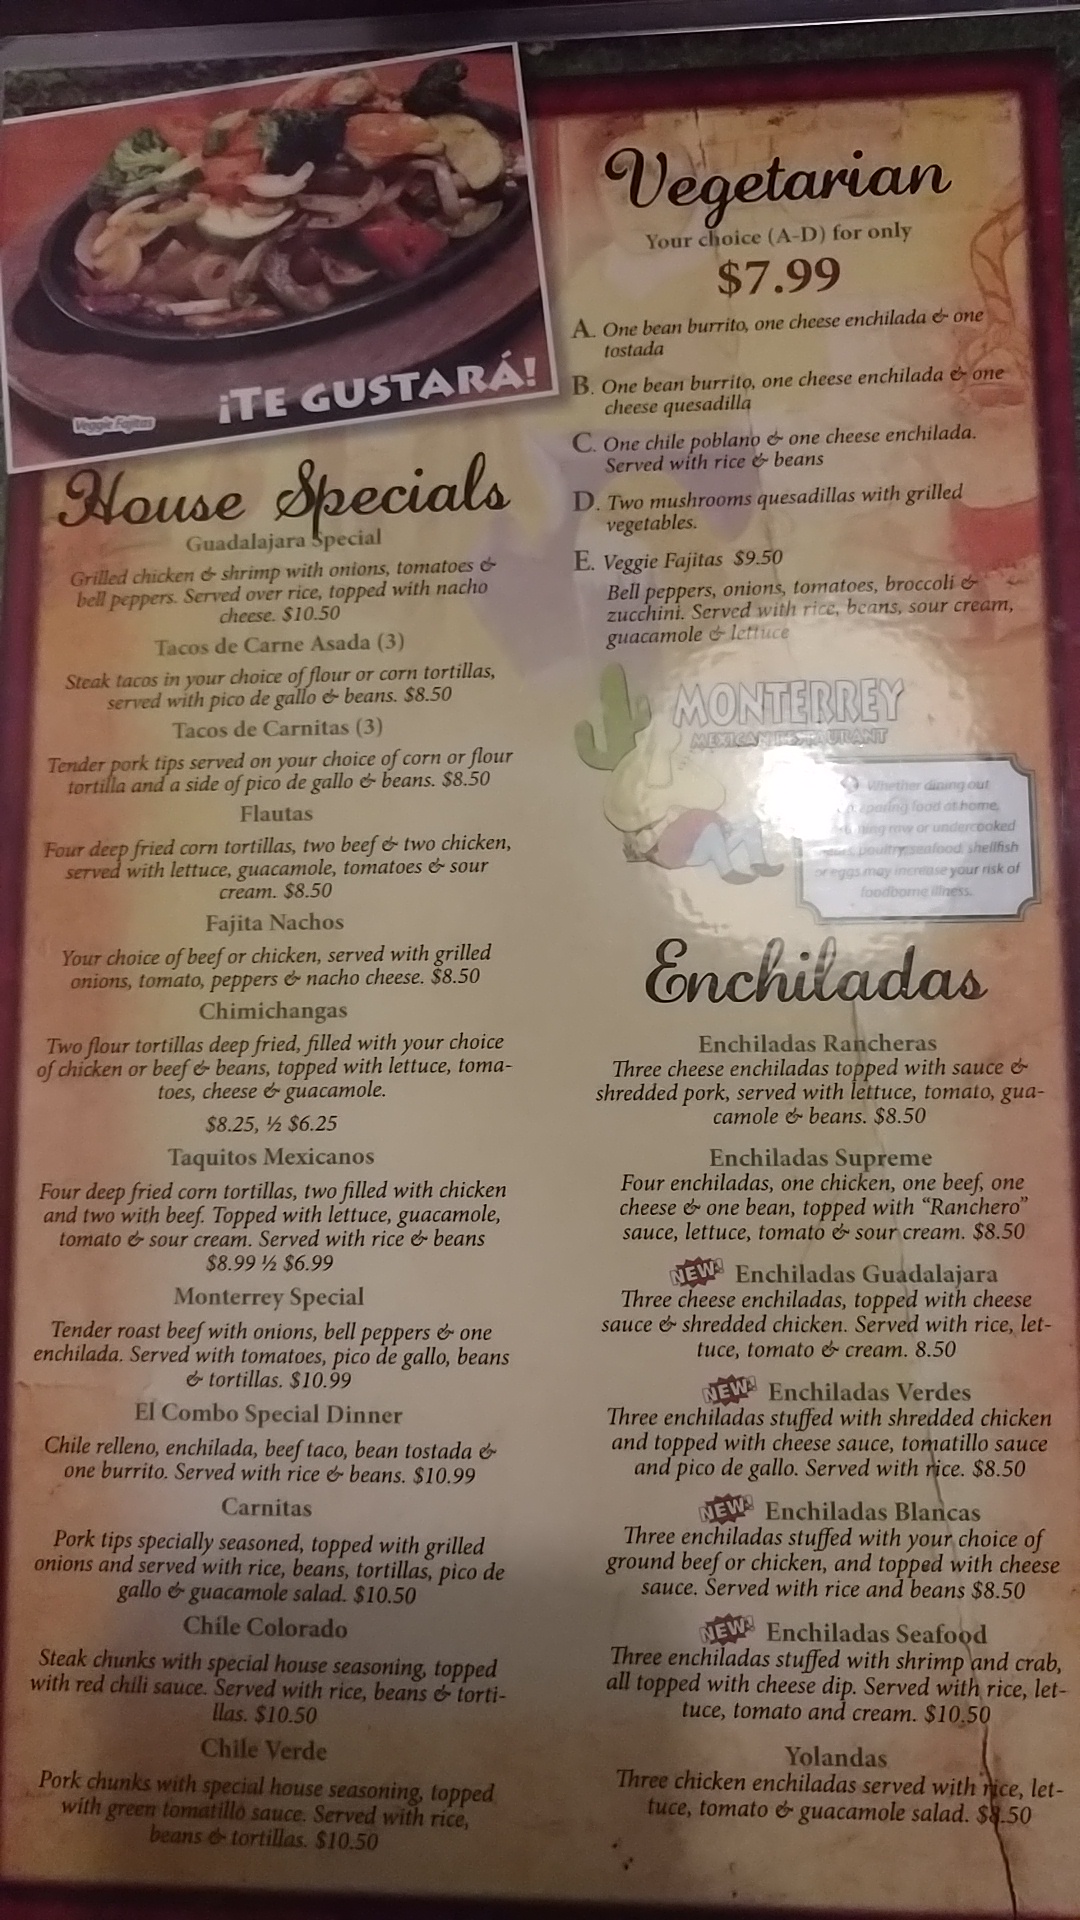 Veggie Fajitas
¡TE GUSTARÁ!
House Specials
Guadalajara Special
Grilled chicken & shrimp with onions, tomatoes &
bell peppers. Served over rice, topped with nacho
cheese. $10.50
Tacos de Carne Asada (3)
Steak tacos in your choice of flour or corn tortillas,
served with pico de gallo & beans. $8.50
Tacos de Carnitas (3)
Tender pork tips served on your choice of corn or flour
tortilla and a side of pico de gallo & beans. $8.50
Flautas
Four deep fried corn tortillas, two beef & two chicken,
served with lettuce, guacamole, tomatoes & sour
cream. $8.50
Fajita Nachos
Your choice of beef or chicken, served with grilled
onions, tomato, peppers & nacho cheese. $8.50
Chimichangas
Two flour tortillas deep fried, filled with your choice
of chicken or beef & beans, topped with lettuce, toma-
toes, cheese & guacamole.
$8.25, ½ $6.25
Taquitos Mexicanos
Four deep fried corn tortillas, two filled with chicken
and two with beef. Topped with lettuce, guacamole,
tomato & sour cream. Served with rice & beans
$8.99 ½ $6.99
Monterrey Special
Tender roast beef with onions, bell peppers & one
enchilada. Served with tomatoes, pico de gallo, beans
& tortillas. $10.99
El Combo Special Dinner
Chile relleno, enchilada, beef taco, bean tostada &
one burrito. Served with rice & beans. $10.99
Carnitas
Pork tips specially seasoned, topped with grilled
onions and served with rice, beans, tortillas, pico de
gallo & guacamole salad. $10.50
Chile Colorado
Steak chunks with special house seasoning, topped
with red chili sauce. Served with rice, beans & torti-
llas. $10.50
Chile Verde
Pork chunks with special house seasoning, topped
with green tomatillo sauce. Served with rice,
beans & tortillas. $10.50
Vegetarian
Your choice (A-D) for only
$7.99
A. One bean burrito, one cheese enchilada & one
tostada
B. One bean burrito, one cheese enchilada & one
cheese quesadilla
C. One chile poblano & one cheese enchilada.
Served with rice & beans
D. Two mushrooms quesadillas with grilled
vegetables.
E. Veggie Fajitas $9.50
Bell peppers, onions, tomatoes, broccoli &
zucchini. Served with rice, beans, sour cream,
guacamole & lettuce
MONTERREY
MEXICAN RESTAURANT
Whether dining out
food at home,
raw or undercooked
poultry, seafood, shellfish
or eggs may increase your risk of
foodborne illness.
Enchiladas
Enchiladas Rancheras
Three cheese enchiladas topped with sauce &
shredded pork, served with lettuce, tomato, gua-
camole & beans. $8.50
Enchiladas Supreme
Four enchiladas, one chicken, one beef, one
cheese & one bean, topped with “Ranchero”
sauce, lettuce, tomato & sour cream. $8.50
NEW! Enchiladas Guadalajara
Three cheese enchiladas, topped with cheese
sauce & shredded chicken. Served with rice, let-
tuce, tomato & cream. 8.50
NEW! Enchiladas Verdes
Three enchiladas stuffed with shredded chicken
and topped with cheese sauce, tomatillo sauce
and pico de gallo. Served with rice. $8.50
NEW! Enchiladas Blancas
Three enchiladas stuffed with your choice of
ground beef or chicken, and topped with cheese
sauce. Served with rice and beans $8.50
NEW! Enchiladas Seafood
Three enchiladas stuffed with shrimp and crab,
all topped with cheese dip. Served with rice, let-
tuce, tomato and cream. $10.50
Yolandas
Three chicken enchiladas served with rice, let-
tuce, tomato & guacamole salad. $8.50